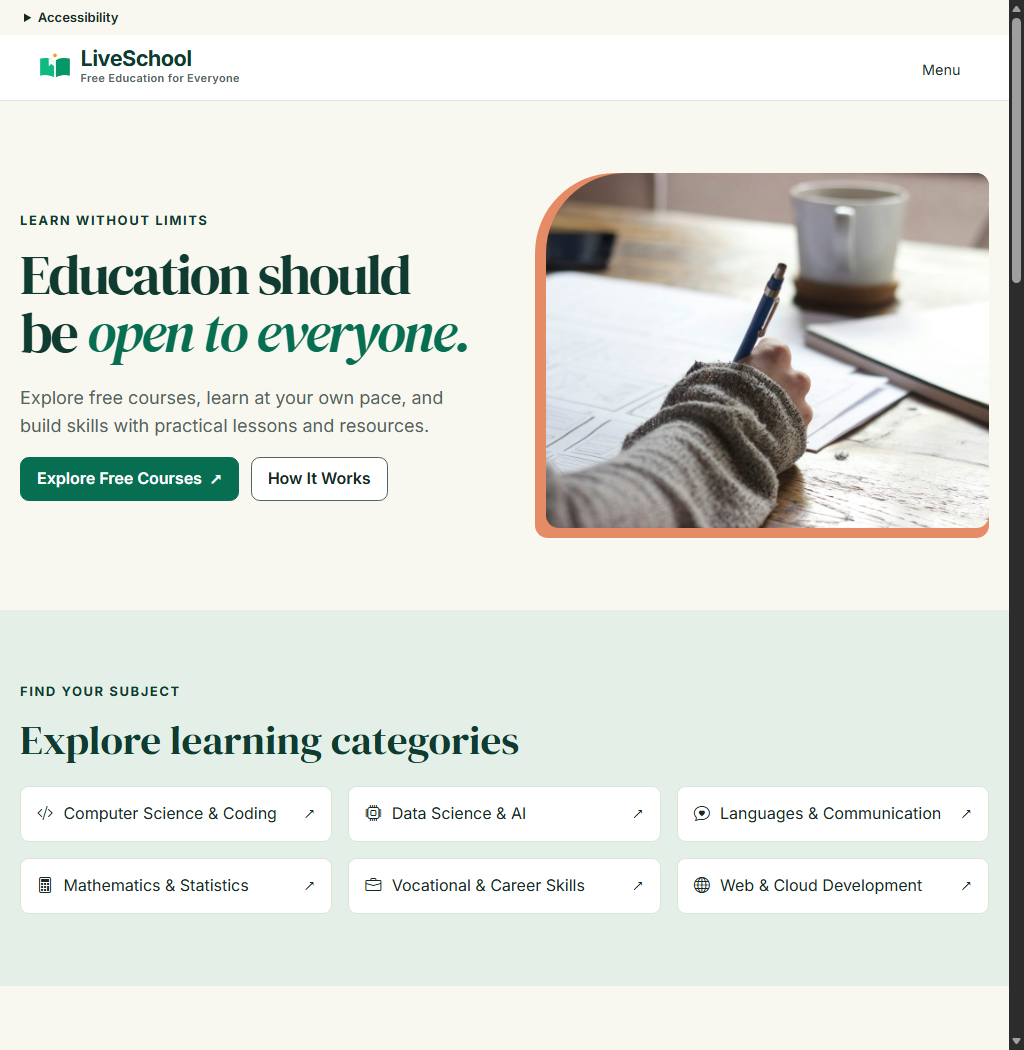 Accessibility
LiveSchool
Free Education for Everyone
Menu
LEARN WITHOUT LIMITS
Education should
be open to everyone.
Explore free courses, learn at your own pace, and
build skills with practical lessons and resources.
Explore Free Courses ↗
How It Works
FIND YOUR SUBJECT
Explore learning categories
Computer Science & Coding ↗
Data Science & AI ↗
Languages & Communication ↗
Mathematics & Statistics ↗
Vocational & Career Skills ↗
Web & Cloud Development ↗